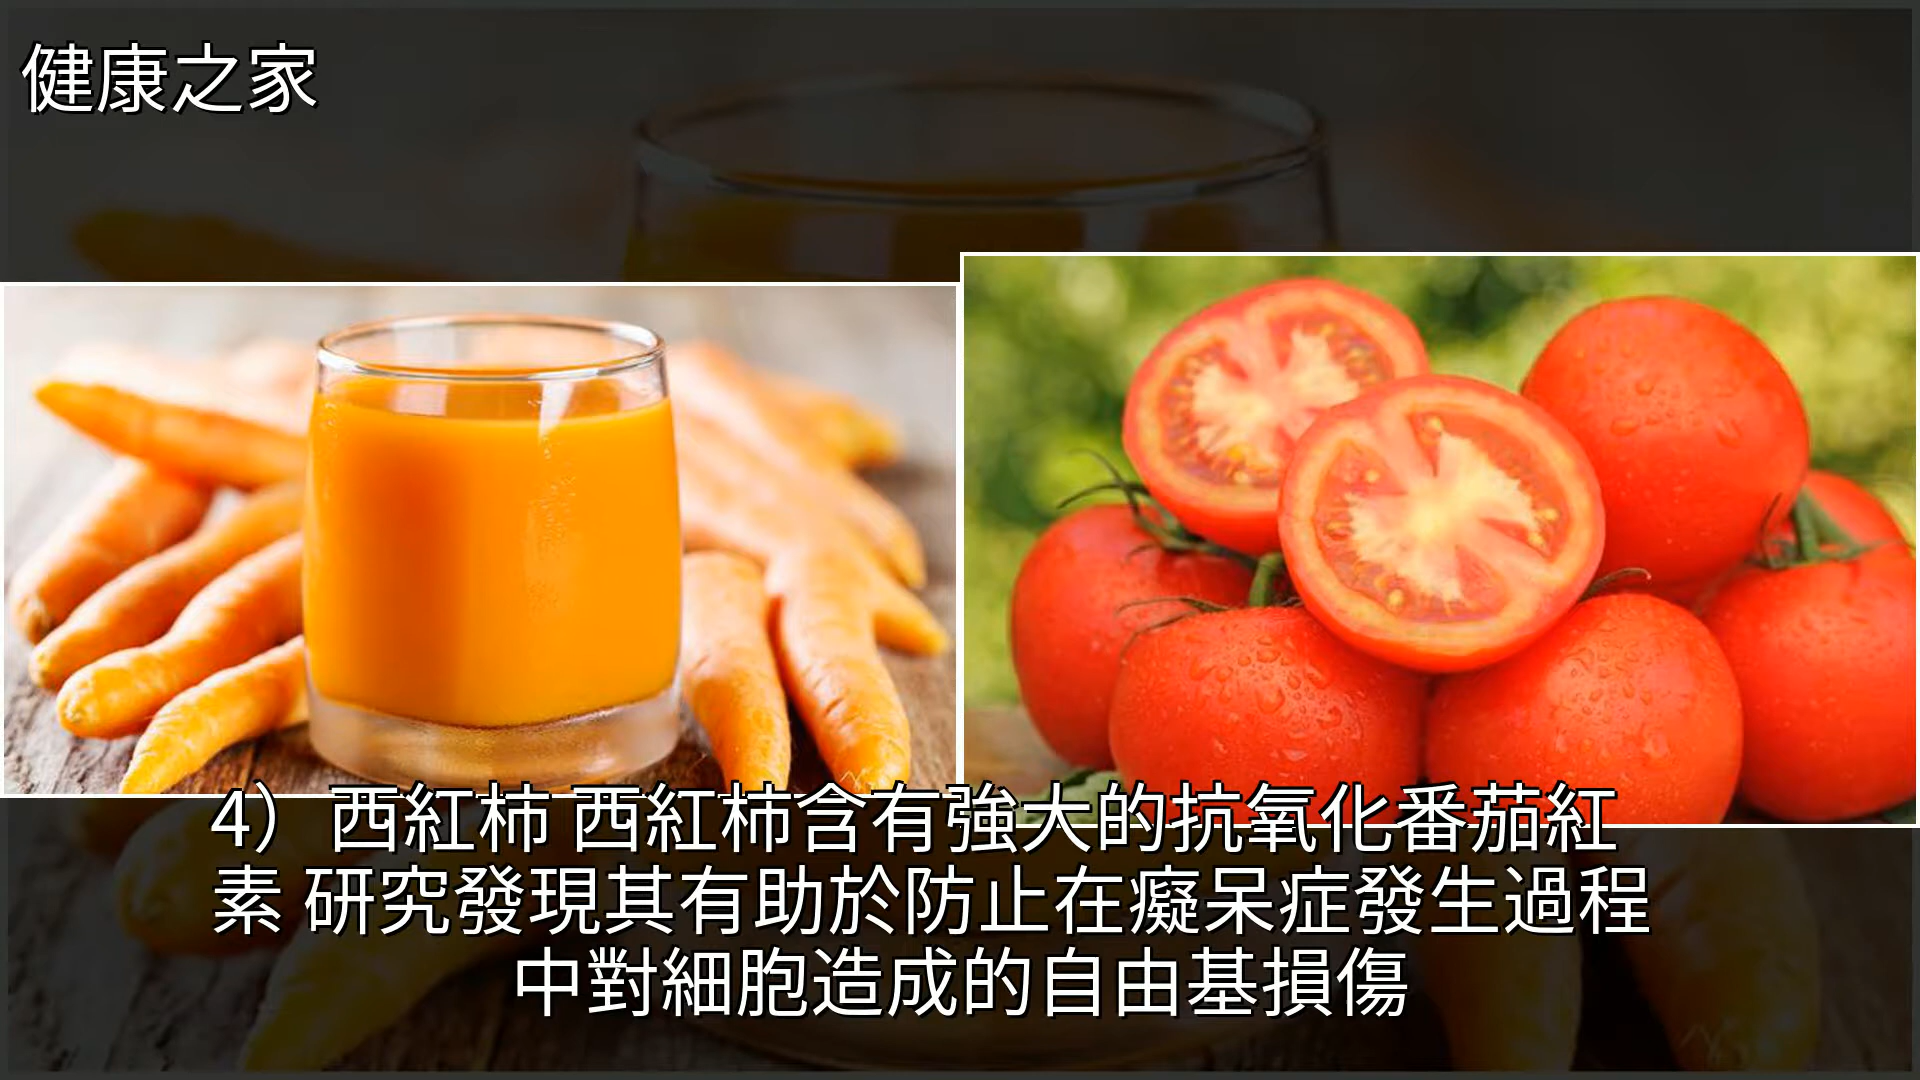 健康之家
4） 西紅柿 西紅柿含有強大的抗氧化番茄紅
素 研究發現其有助於防止在癡呆症發生過程
中對細胞造成的自由基損傷